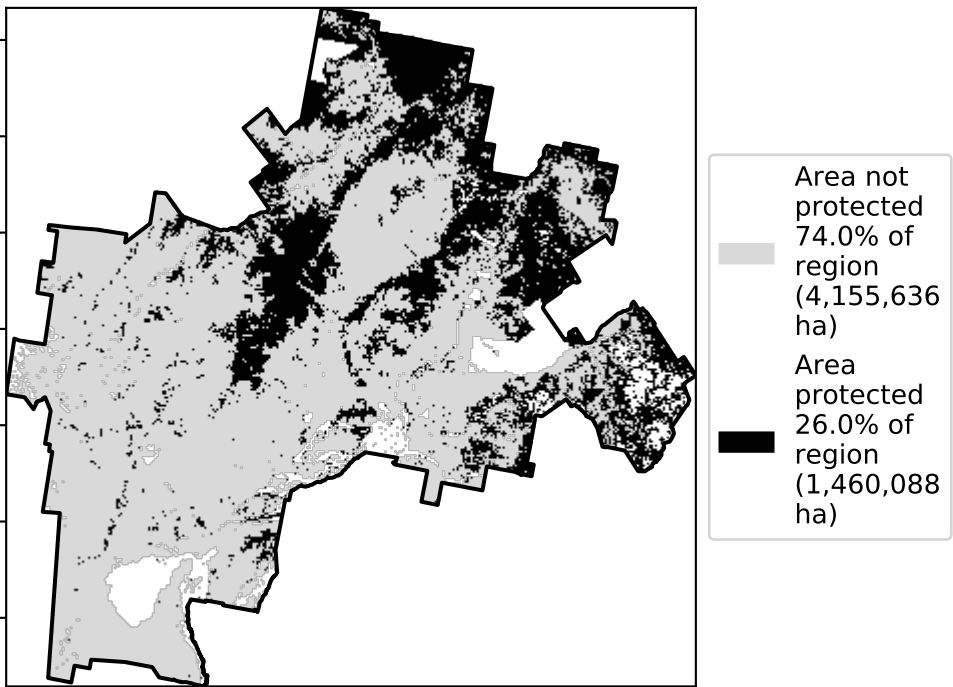 Area not
protected
74.0% of
region
(4,155,636
ha)
Area
protected
26.0% of
region
(1,460,088
ha)